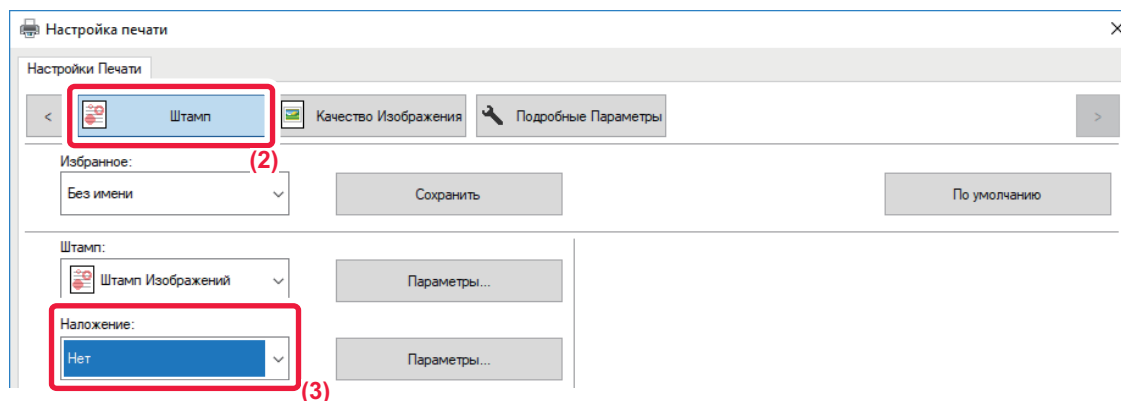 Настройка печати
Настройки Печати
< Штамп Качество Изображения Подробные Параметры >
(2)
Избранное:
Без имени Сохранить По умолчанию
Штамп:
Штамп Изображений Параметры...
Наложение:
Нет Параметры...
(3)